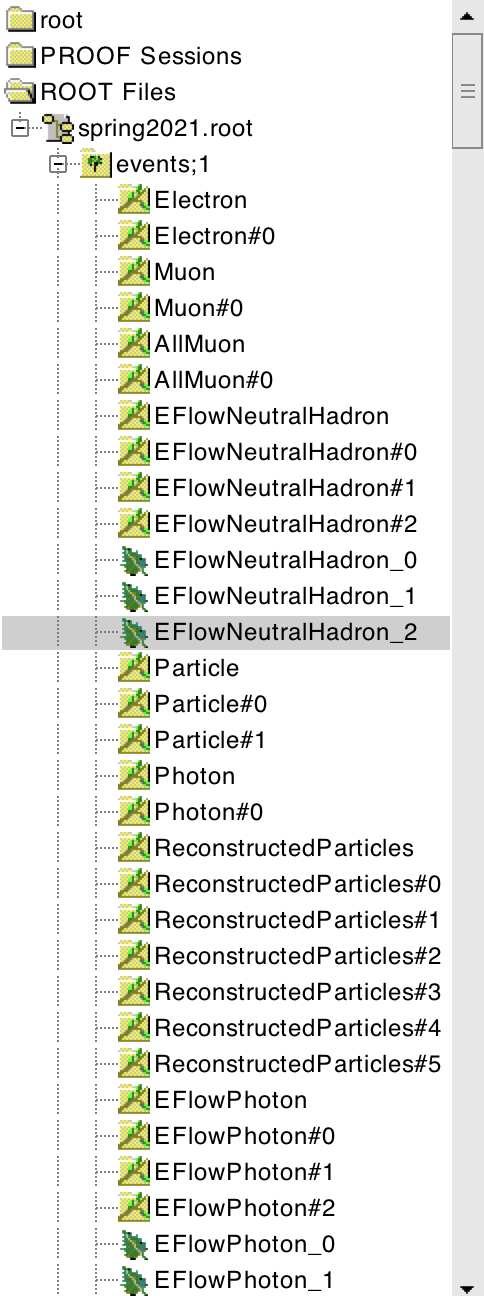 root
PROOF Sessions
ROOT Files
spring2021.root
events;1
Electron
Electron#0
Muon
Muon#0
AllMuon
AllMuon#0
EFlowNeutralHadron
EFlowNeutralHadron#0
EFlowNeutralHadron#1
EFlowNeutralHadron#2
EFlowNeutralHadron_0
EFlowNeutralHadron_1
EFlowNeutralHadron_2
Particle
Particle#0
Particle#1
Photon
Photon#0
ReconstructedParticles
ReconstructedParticles#0
ReconstructedParticles#1
ReconstructedParticles#2
ReconstructedParticles#3
ReconstructedParticles#4
ReconstructedParticles#5
EFlowPhoton
EFlowPhoton#0
EFlowPhoton#1
EFlowPhoton#2
EFlowPhoton_0
EFlowPhoton_1